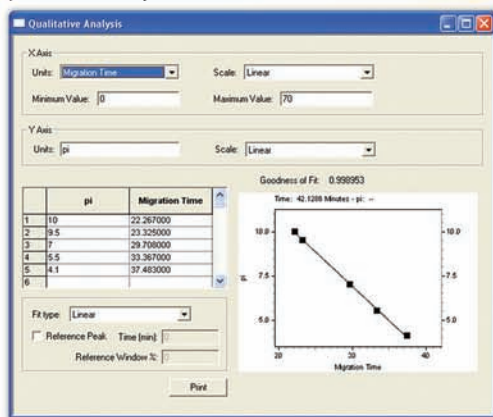 Qualitative Analysis
X Axis
Units: Migration Time Scale: Linear
Minimum Value: 0 Maximum Value: 70
Y Axis
Units: pi Scale: Linear
Goodness of Fit: 0.998953
pi Migration Time
1 10 22.267000
2 9.5 23.325000
3 7 29.708000
4 5.5 33.367000
5 4.1 37.483000
6
Time: 42.1208 Minutes - pi: --
10.0 10.0
7.5 7.5
pi
5.0 5.0
20 30 40
Migration Time
Fit type: Linear
Reference Peak Time (min): 0
Reference Window %: 0
Print